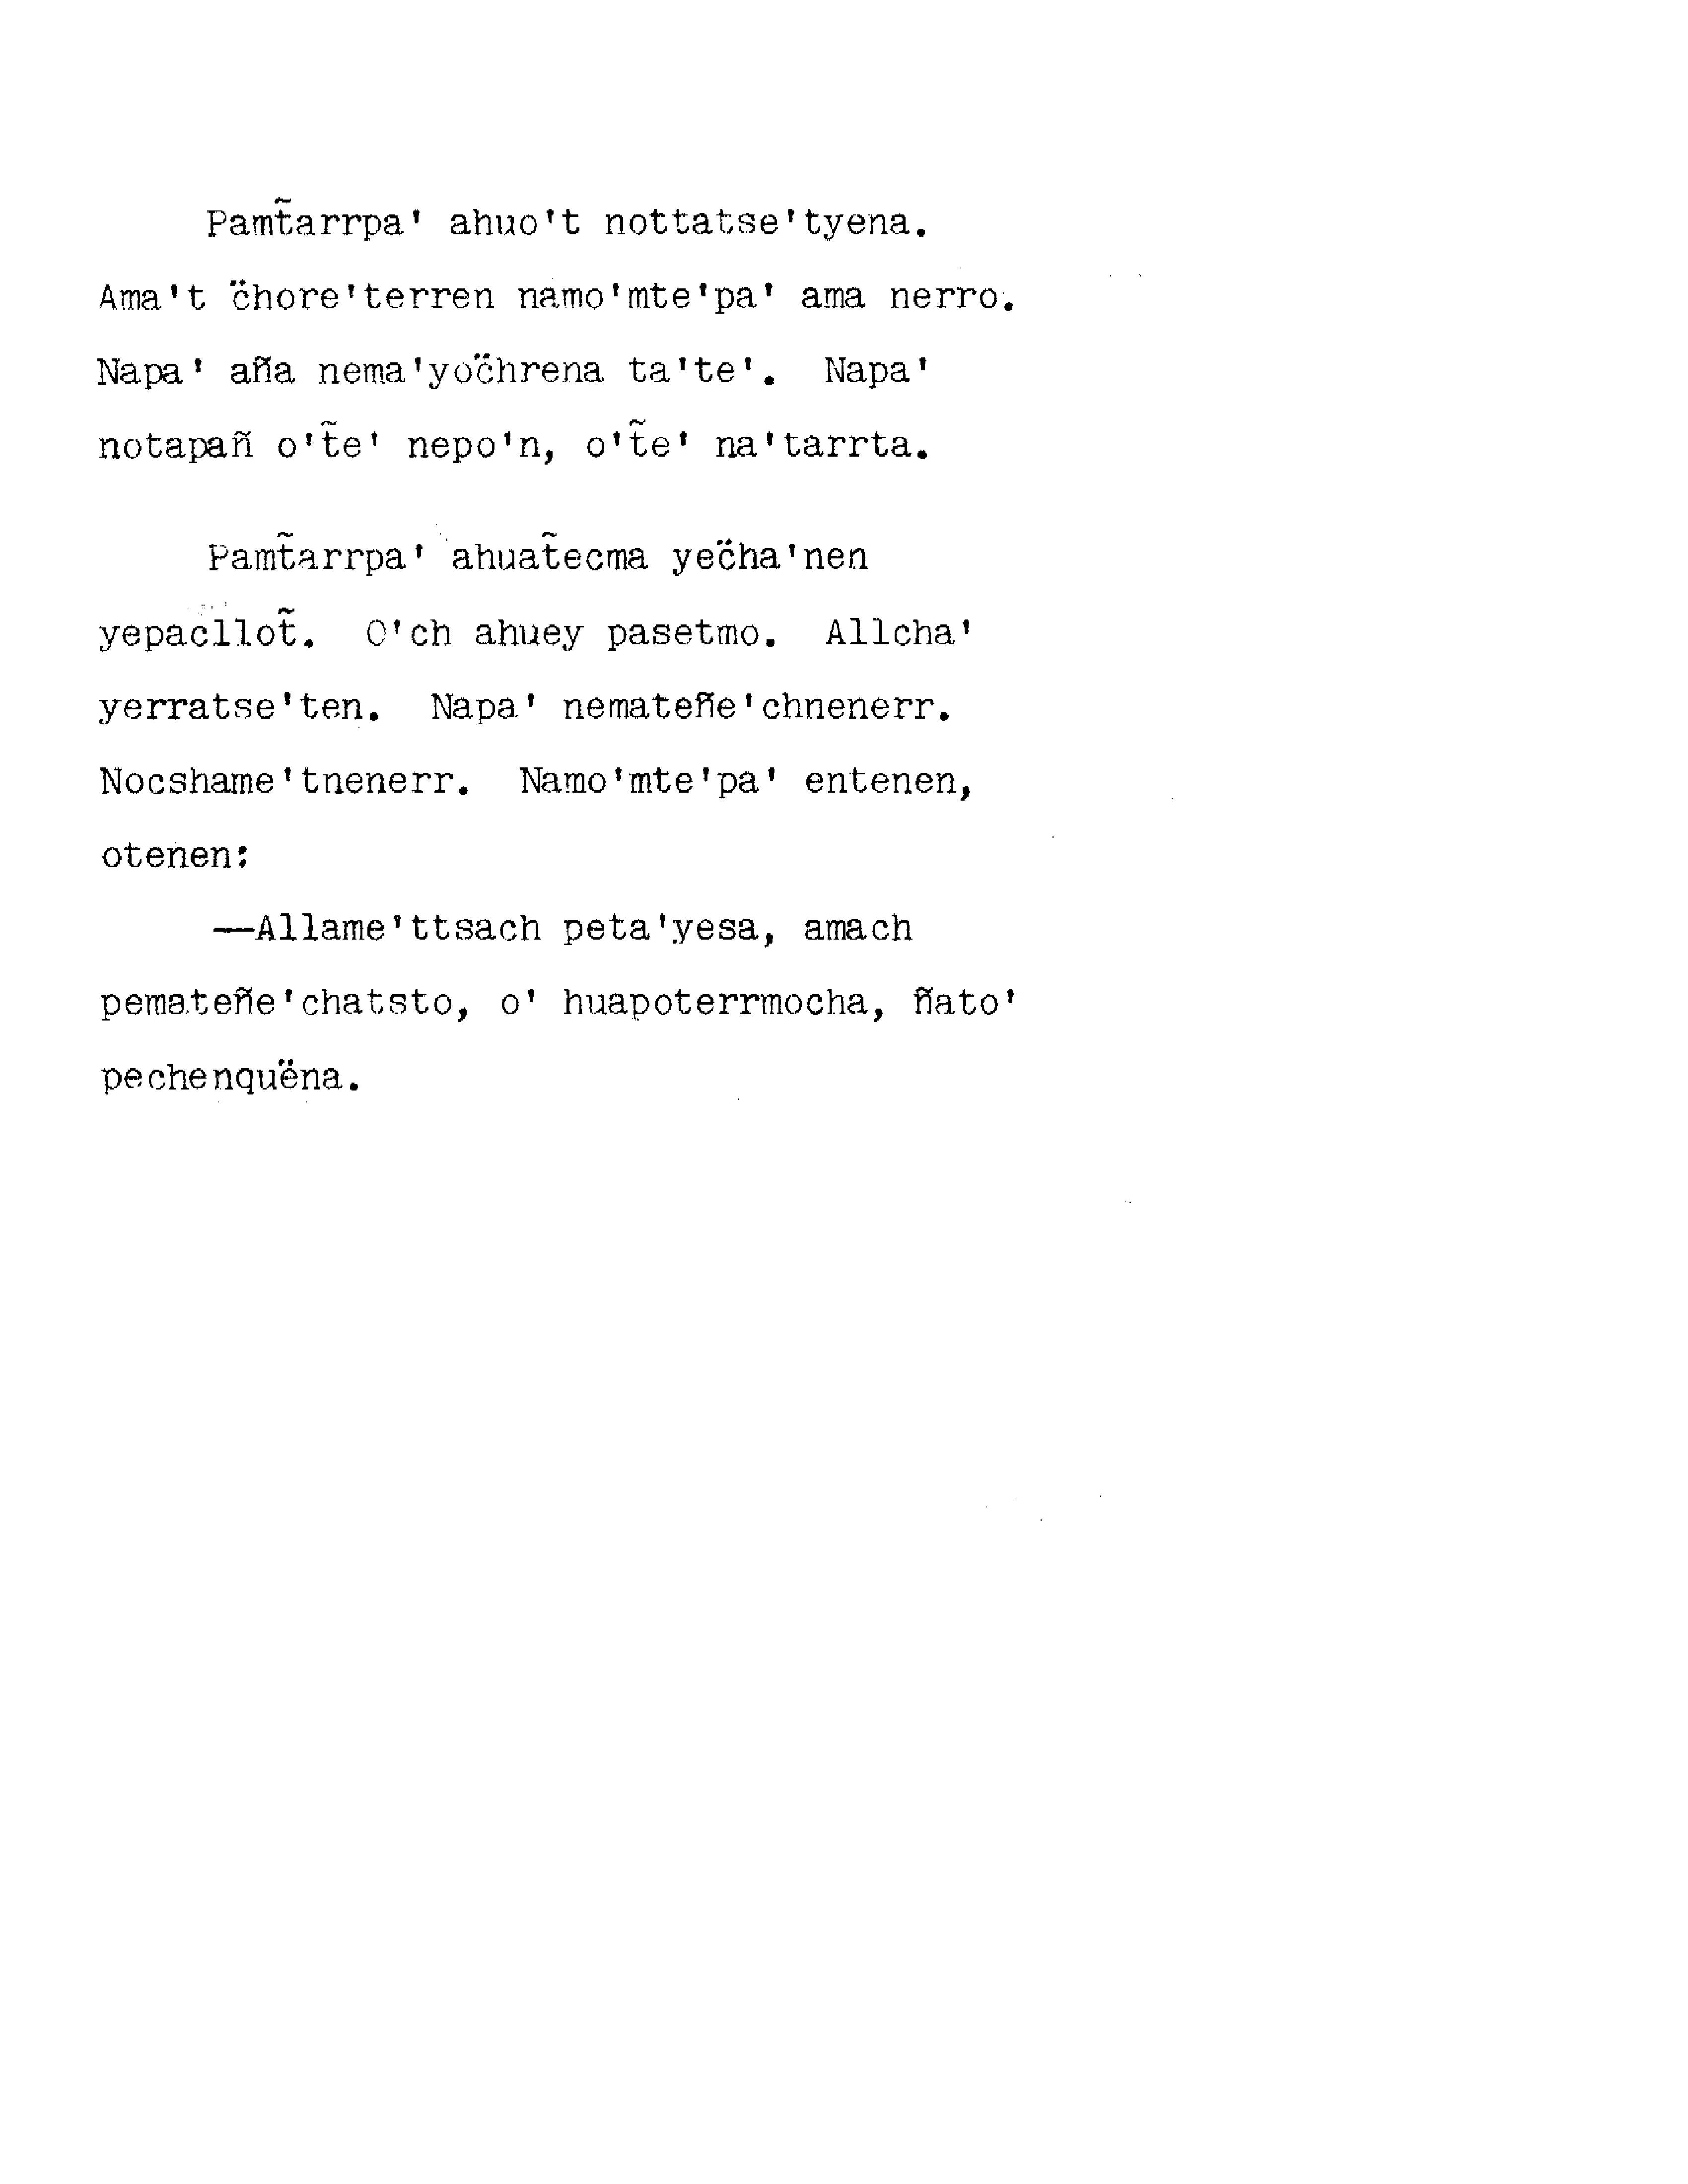 Pamt̃arrpa' ahuo't nottatse'tyena.
Ama't c̈hore'terren namo'mte'pa' ama nerro.
Napa' aña nema'yoc̈hrena ta'te'. Napa'
notapañ o't̃e' nepo'n, o't̃e' na'tarrta.
Pamt̃arrpa' ahuat̃ecma yec̈ha'nen
yepacllot̃. O'ch ahuey pasetmo. Allcha'
yerratse'ten. Napa' nemateñe'chnenerr.
Nocshame'tnenerr. Namo'mte'pa' entenen,
otenen:
—Allame'ttsach peta'yesa, amach
pemateñe'chatsto, o' huapoterrmocha, ñato'
pechenquëna.